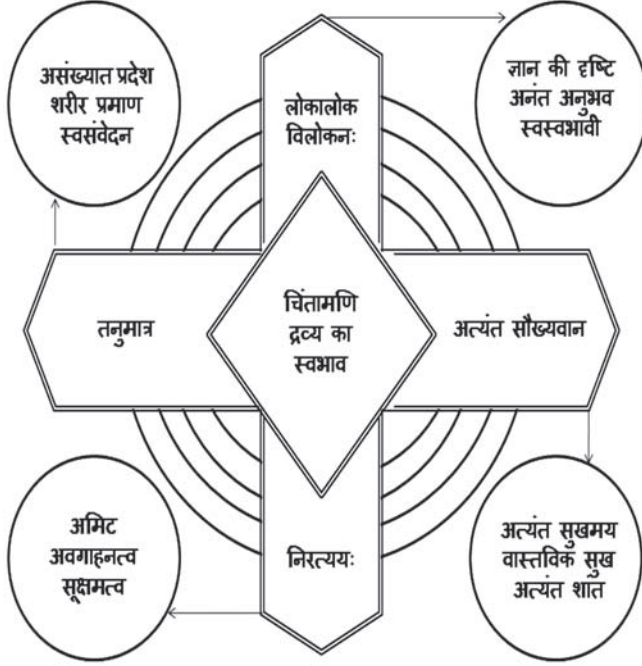 असंख्यात प्रदेश
शरीर प्रमाण
स्वसंवेदन
लोकालोक
विलोकनः
ज्ञान की दृष्टि
अनंत अनुभव
स्वस्वभावी
तनुमात्र
चिंतामणि
द्रव्य का
स्वभाव
अत्यंत सौख्यवान
अमिट
अवगाहनत्व
सूक्षमत्व
निरत्ययः
अत्यंत सुखमय
वास्तविक सुख
अत्यंत शांत